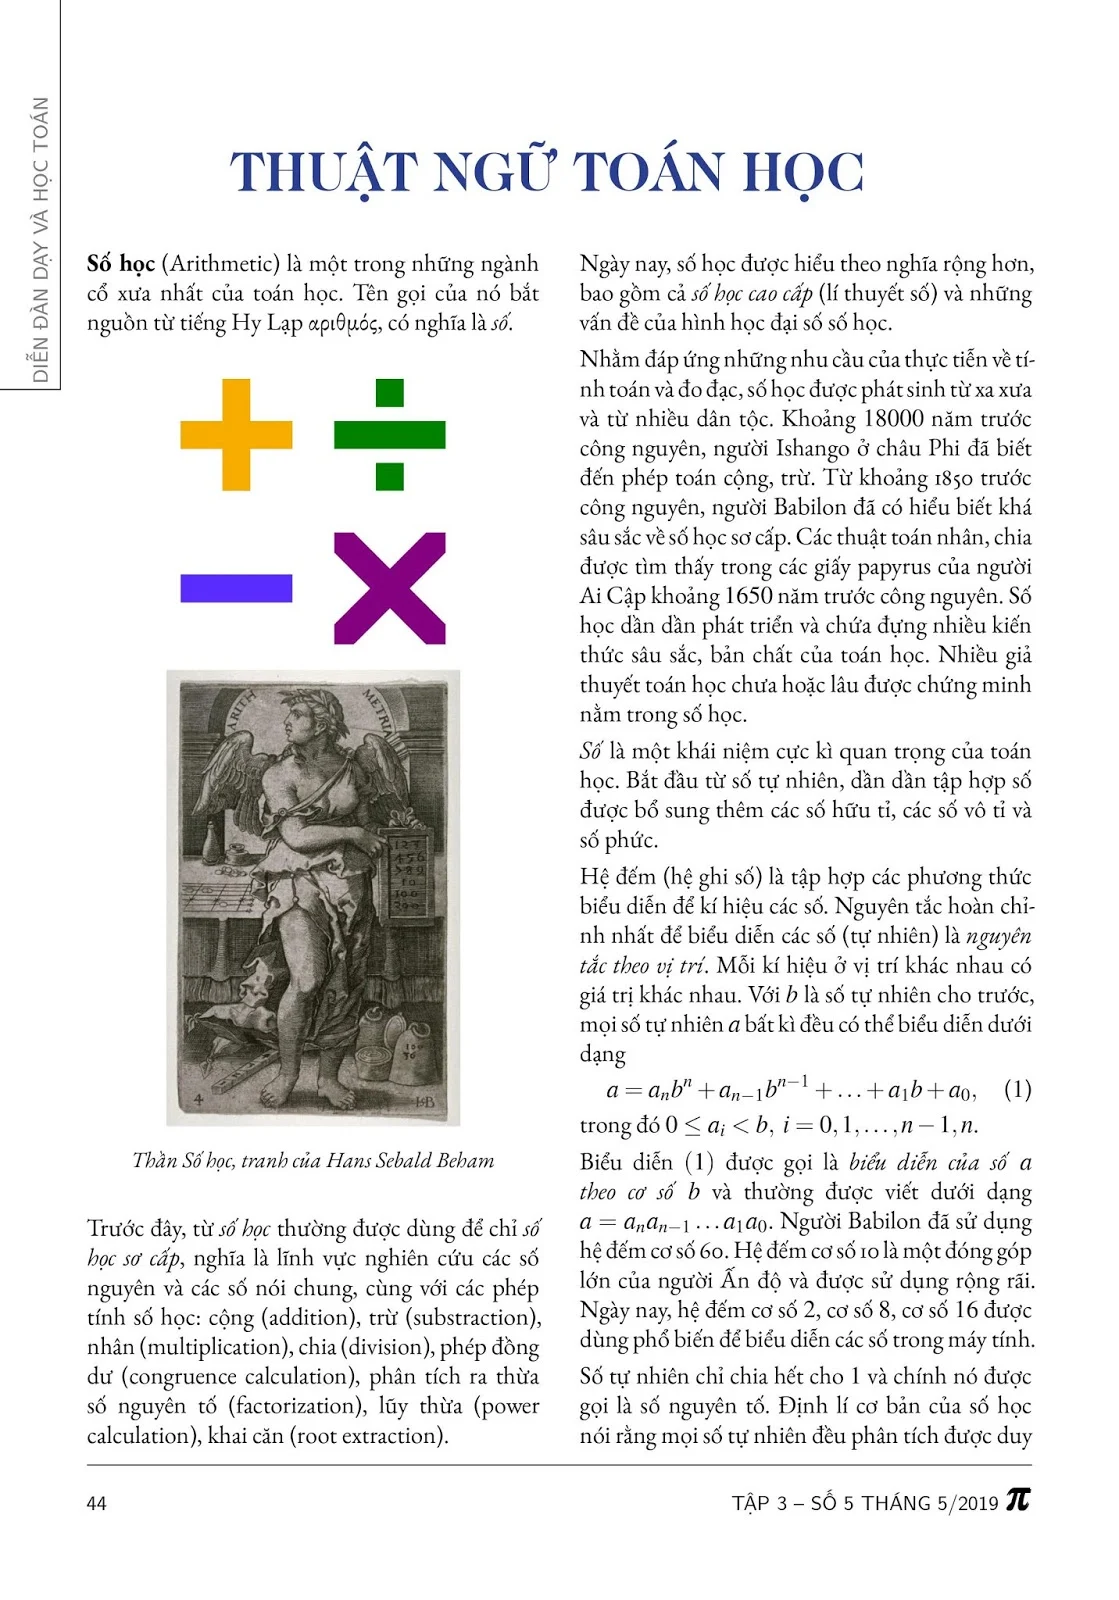 DIỄN ĐÀN DẠY VÀ HỌC TOÁN
THUẬT NGỮ TOÁN HỌC
Số học (Arithmetic) là một trong những ngành
cổ xưa nhất của toán học. Tên gọi của nó bắt
nguồn từ tiếng Hy Lạp αριθμός, có nghĩa là số.
ARITH METRIA
123
456
789
10
100
200
100
50
4
HSB
Thần Số học, tranh của Hans Sebald Beham
Trước đây, từ số học thường được dùng để chỉ số
học sơ cấp, nghĩa là lĩnh vực nghiên cứu các số
nguyên và các số nói chung, cùng với các phép
tính số học: cộng (addition), trừ (substraction),
nhân (multiplication), chia (division), phép đồng
dư (congruence calculation), phân tích ra thừa
số nguyên tố (factorization), lũy thừa (power
calculation), khai căn (root extraction).
Ngày nay, số học được hiểu theo nghĩa rộng hơn,
bao gồm cả số học cao cấp (lí thuyết số) và những
vấn đề của hình học đại số số học.
Nhằm đáp ứng những nhu cầu của thực tiễn về tí-
nh toán và đo đạc, số học được phát sinh từ xa xưa
và từ nhiều dân tộc. Khoảng 18000 năm trước
công nguyên, người Ishango ở châu Phi đã biết
đến phép toán cộng, trừ. Từ khoảng 1850 trước
công nguyên, người Babilon đã có hiểu biết khá
sâu sắc về số học sơ cấp. Các thuật toán nhân, chia
được tìm thấy trong các giấy papyrus của người
Ai Cập khoảng 1650 năm trước công nguyên. Số
học dần dần phát triển và chứa đựng nhiều kiến
thức sâu sắc, bản chất của toán học. Nhiều giả
thuyết toán học chưa hoặc lâu được chứng minh
nằm trong số học.
Số là một khái niệm cực kì quan trọng của toán
học. Bắt đầu từ số tự nhiên, dần dần tập hợp số
được bổ sung thêm các số hữu tỉ, các số vô tỉ và
số phức.
Hệ đếm (hệ ghi số) là tập hợp các phương thức
biểu diễn để kí hiệu các số. Nguyên tắc hoàn chỉ-
nh nhất để biểu diễn các số (tự nhiên) là nguyên
tắc theo vị trí. Mỗi kí hiệu ở vị trí khác nhau có
giá trị khác nhau. Với b là số tự nhiên cho trước,
mọi số tự nhiên a bất kì đều có thể biểu diễn dưới
dạng
a = aₙbⁿ + aₙ₋₁bⁿ⁻¹ + … + a₁b + a₀, (1)
trong đó 0 ≤ aᵢ < b, i = 0, 1, …, n − 1, n.
Biểu diễn (1) được gọi là biểu diễn của số a
theo cơ số b và thường được viết dưới dạng
a = aₙaₙ₋₁ … a₁a₀. Người Babilon đã sử dụng
hệ đếm cơ số 60. Hệ đếm cơ số 10 là một đóng góp
lớn của người Ấn độ và được sử dụng rộng rãi.
Ngày nay, hệ đếm cơ số 2, cơ số 8, cơ số 16 được
dùng phổ biến để biểu diễn các số trong máy tính.
Số tự nhiên chỉ chia hết cho 1 và chính nó được
gọi là số nguyên tố. Định lí cơ bản của số học
nói rằng mọi số tự nhiên đều phân tích được duy
44
TẬP 3 – SỐ 5 THÁNG 5/2019 π